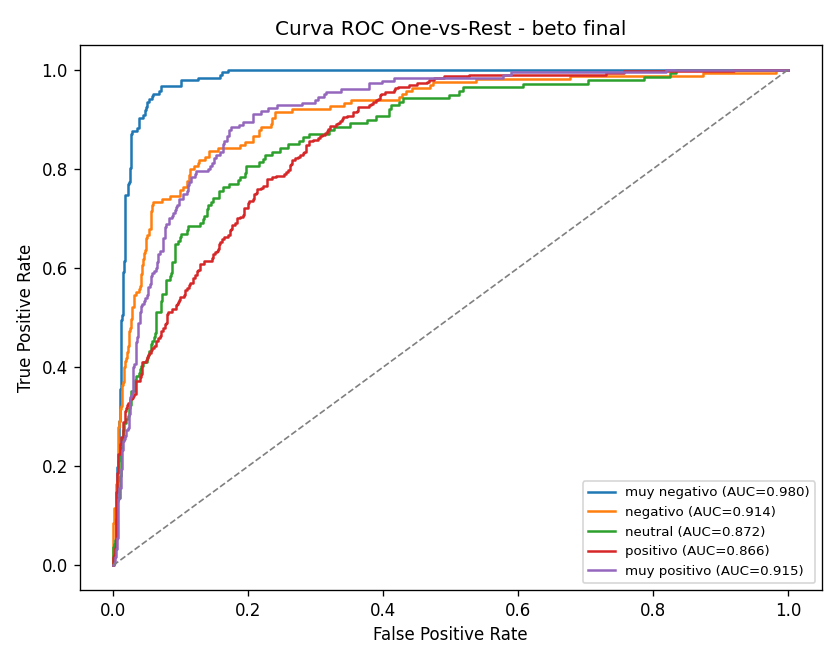 Curva ROC One-vs-Rest - beto final
True Positive Rate
1.0
0.8
0.6
0.4
0.2
0.0
0.0 0.2 0.4 0.6 0.8 1.0
False Positive Rate
muy negativo (AUC=0.980)
negativo (AUC=0.914)
neutral (AUC=0.872)
positivo (AUC=0.866)
muy positivo (AUC=0.915)